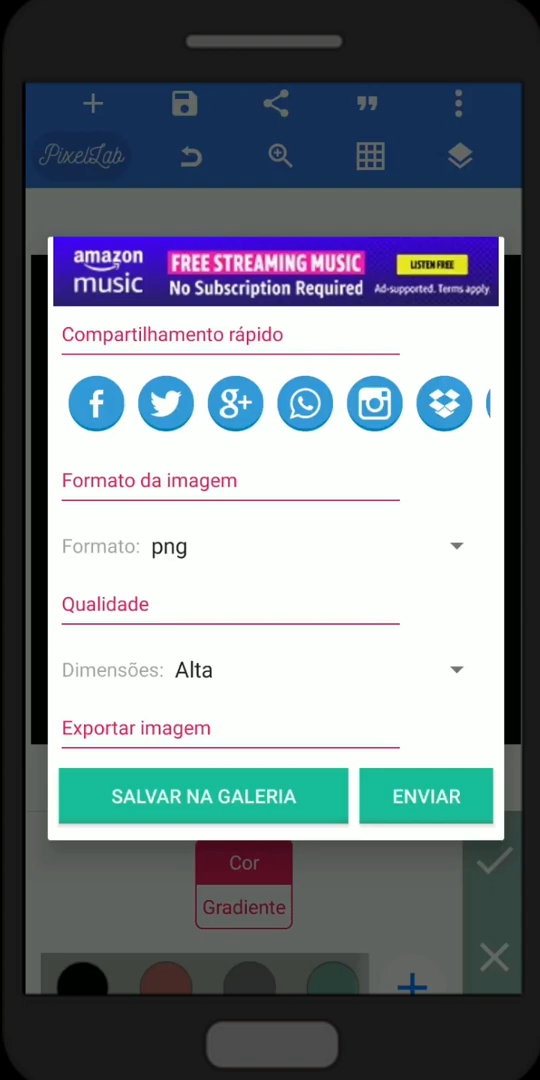 PixelLab
amazon music
FREE STREAMING MUSIC
No Subscription Required
LISTEN FREE
Ad-supported. Terms apply.
Compartilhamento rápido
Formato da imagem
Formato: png
Qualidade
Dimensões: Alta
Exportar imagem
SALVAR NA GALERIA ENVIAR
Cor
Gradiente